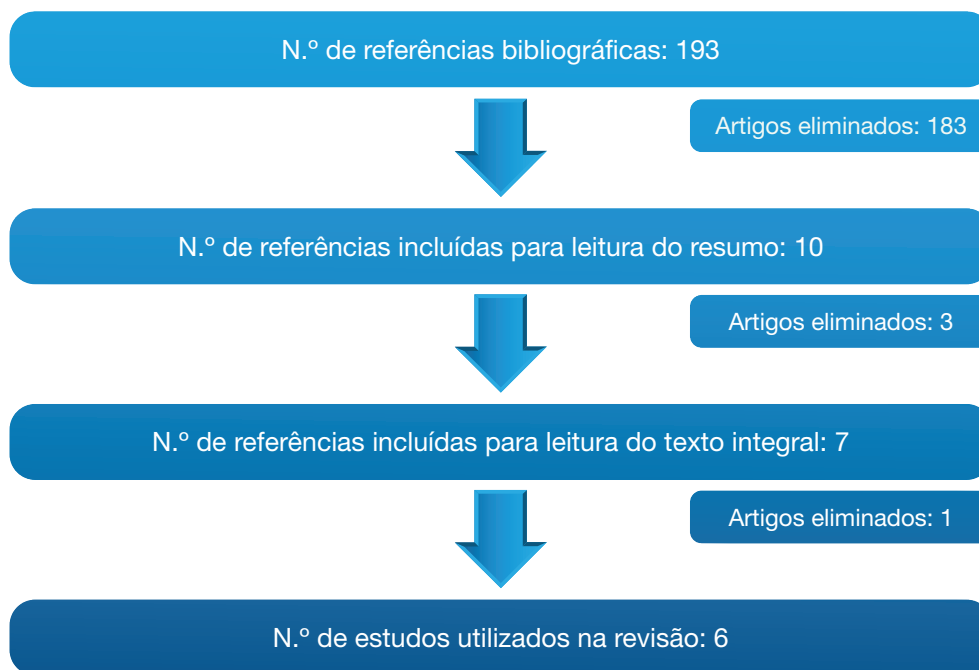 N.º de referências bibliográficas: 193
Artigos eliminados: 183
N.º de referências incluídas para leitura do resumo: 10
Artigos eliminados: 3
N.º de referências incluídas para leitura do texto integral: 7
Artigos eliminados: 1
N.º de estudos utilizados na revisão: 6